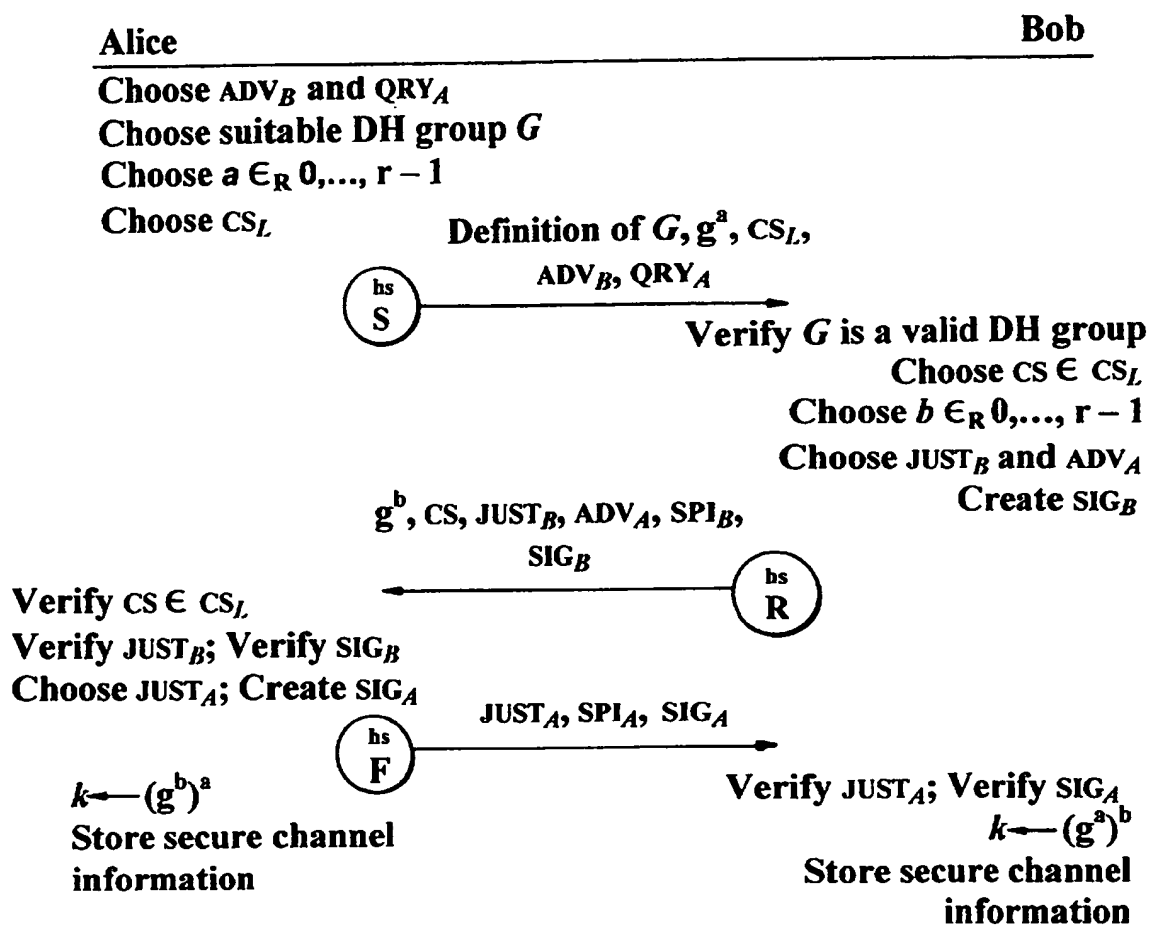 Alice
Bob
Choose ADV_B and QRY_A
Choose suitable DH group G
Choose a ∈_R 0,..., r – 1
Choose CS_L
Definition of G, g^a, CS_L,
ADV_B, QRY_A
hs
S
Verify G is a valid DH group
Choose CS ∈ CS_L
Choose b ∈_R 0,..., r – 1
Choose JUST_B and ADV_A
Create SIG_B
g^b, CS, JUST_B, ADV_A, SPI_B,
SIG_B
hs
R
Verify CS ∈ CS_L
Verify JUST_B; Verify SIG_B
Choose JUST_A; Create SIG_A
JUST_A, SPI_A, SIG_A
hs
F
k ← (g^b)^a
Store secure channel
information
Verify JUST_A; Verify SIG_A
k ← (g^a)^b
Store secure channel
information